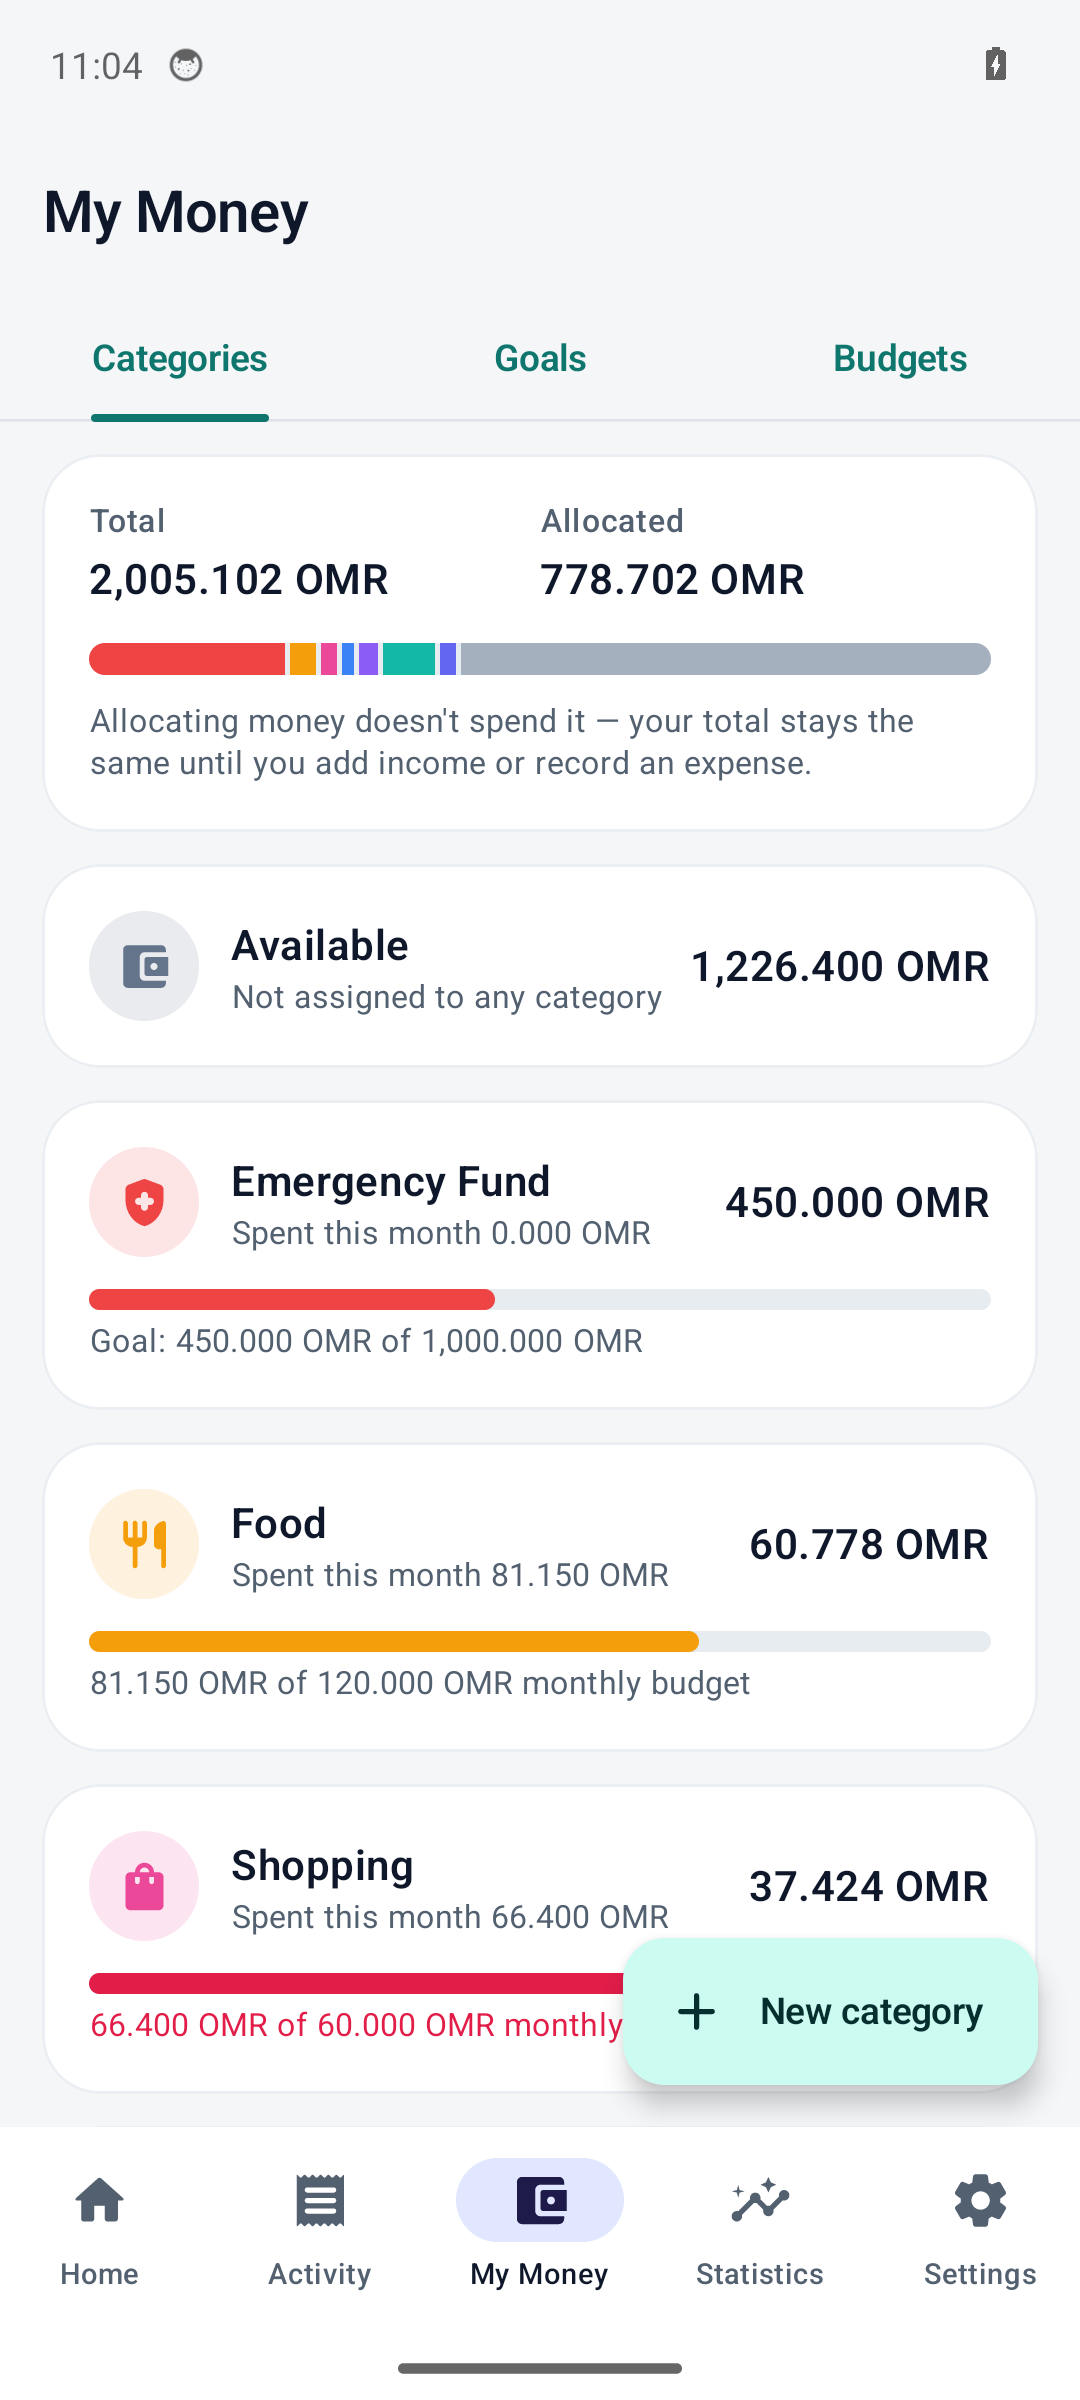 11:04
My Money
Categories
Goals
Budgets
Total
Allocated
2,005.102 OMR
778.702 OMR
Allocating money doesn't spend it — your total stays the
same until you add income or record an expense.
Available
Not assigned to any category
1,226.400 OMR
Emergency Fund
Spent this month 0.000 OMR
450.000 OMR
Goal: 450.000 OMR of 1,000.000 OMR
Food
Spent this month 81.150 OMR
60.778 OMR
81.150 OMR of 120.000 OMR monthly budget
Shopping
Spent this month 66.400 OMR
37.424 OMR
66.400 OMR of 60.000 OMR monthly
New category
Home
Activity
My Money
Statistics
Settings